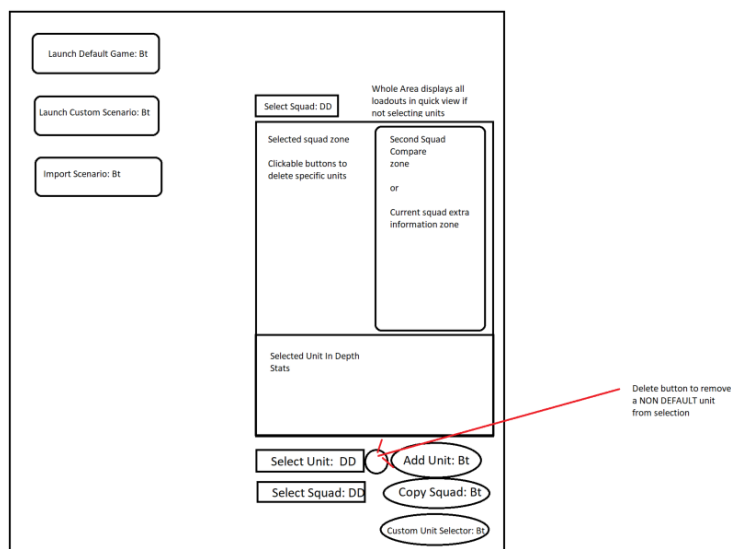 Launch Default Game: Bt
Launch Custom Scenario: Bt
Import Scenario: Bt
Select Squad: DD
Whole Area displays all
loadouts in quick view if
not selecting units
Selected squad zone
Clickable buttons to
delete specific units
Second Squad
Compare
zone
or
Current squad extra
information zone
Selected Unit In Depth
Stats
Delete button to remove
a NON DEFAULT unit
from selection
Select Unit: DD
Add Unit: Bt
Select Squad: DD
Copy Squad: Bt
Custom Unit Selector: Bt